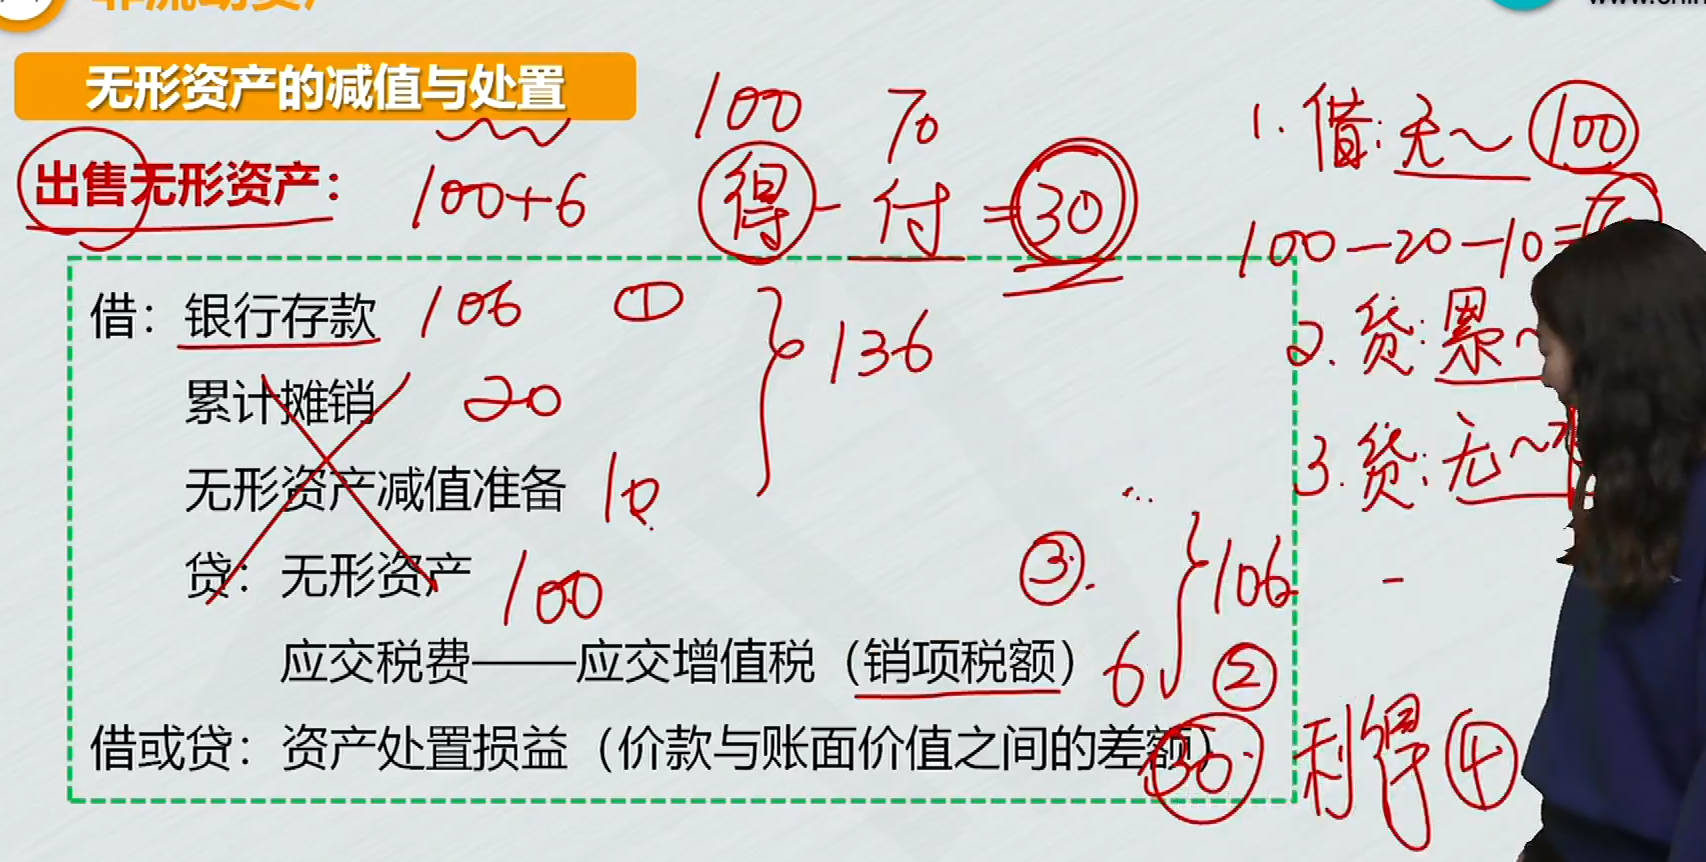 无形资产的减值与处置
100 70
出售无形资产： 100+6 得 - 付 = 30
1. 借: 无~ 100
100-20-10=
借：银行存款 106 ① 136
2. 贷: 累~
累计摊销 20
3. 贷: 无~
无形资产减值准备 10
贷：无形资产 100 ③ 106
应交税费——应交增值税（销项税额） 6 ②
借或贷：资产处置损益（价款与账面价值之间的差额） 30 利得 ④